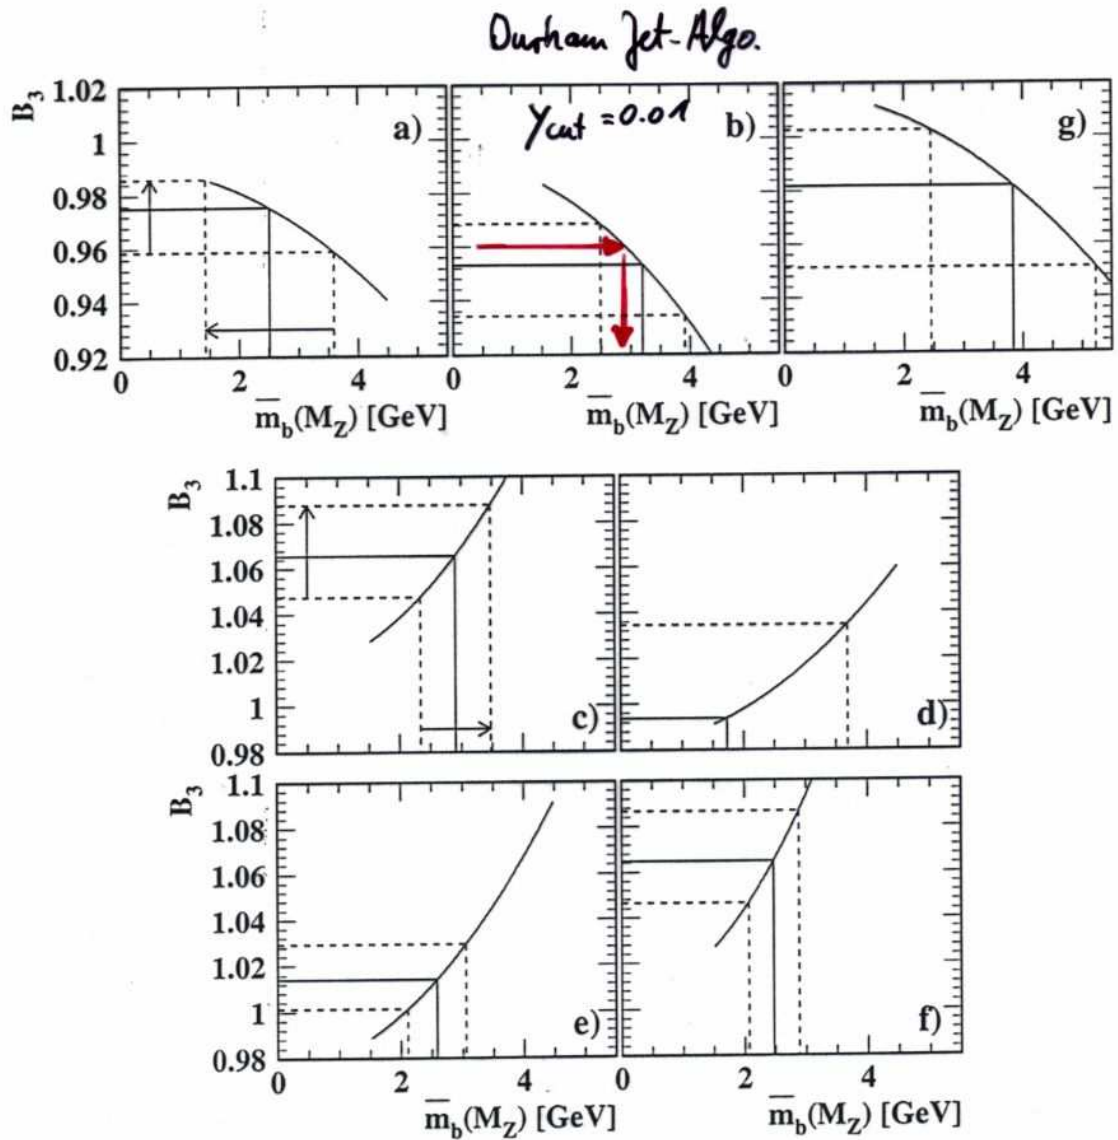 Durham Jet-Algo.
B3
1.02
1
0.98
0.96
0.94
0.92
a)
ycut = 0.01
b)
g)
0 2 4
0 2 4
2 4
m̅b(MZ) [GeV]
m̅b(MZ) [GeV]
m̅b(MZ) [GeV]
B3
1.1
1.08
1.06
1.04
1.02
1
0.98
c)
d)
B3
1.1
1.08
1.06
1.04
1.02
1
0.98
e)
f)
0 2 4
0 2 4
m̅b(MZ) [GeV]
m̅b(MZ) [GeV]